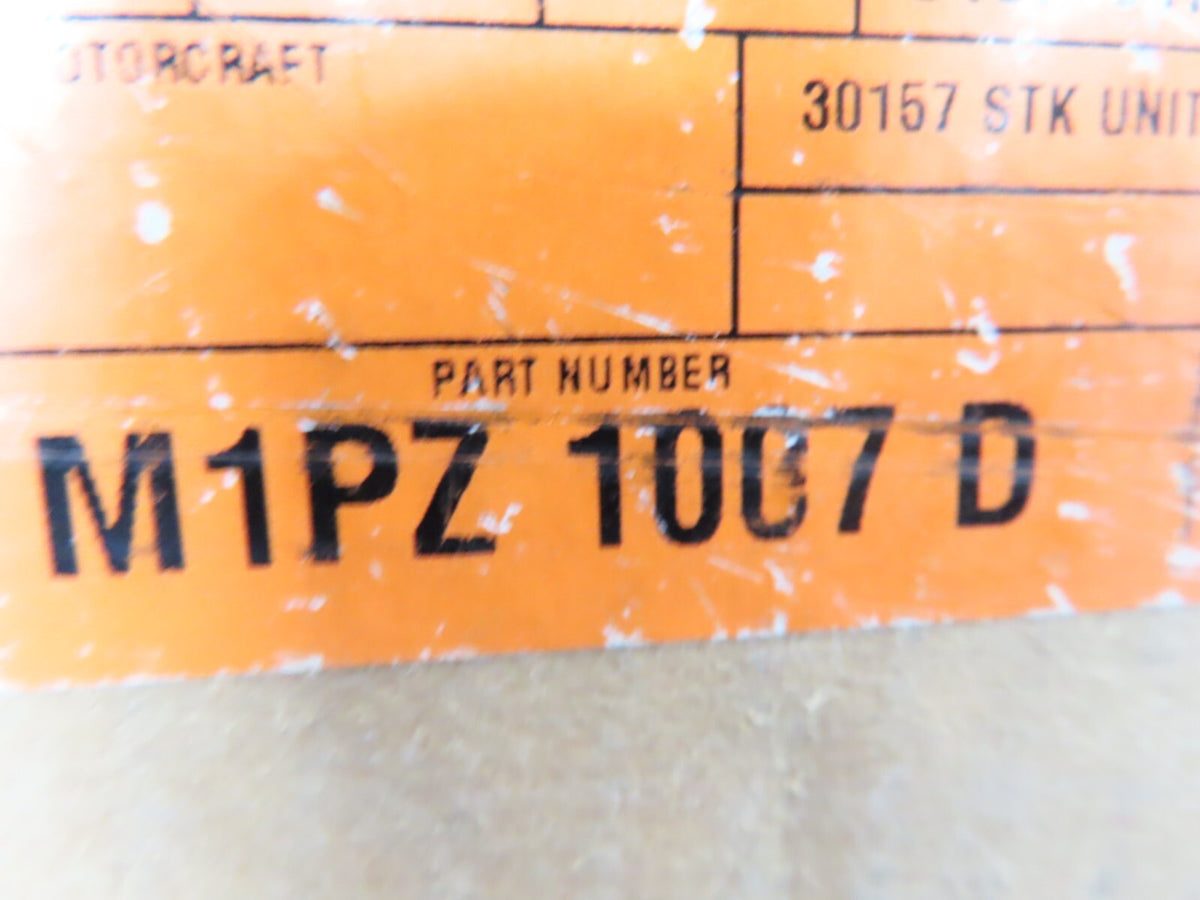 OTORCRAFT
30157 STK UNIT
PART NUMBER
M1PZ 1007 D